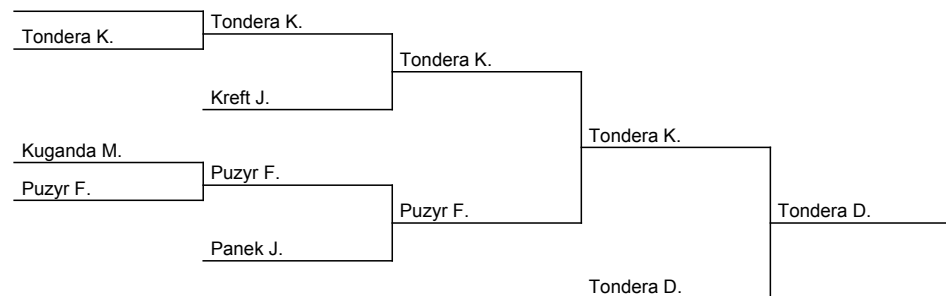 Tondera K.
Tondera K.
Tondera K.
Kreft J.
Tondera K.
Kuganda M.
Puzyr F.
Puzyr F.
Puzyr F.
Tondera D.
Panek J.
Tondera D.